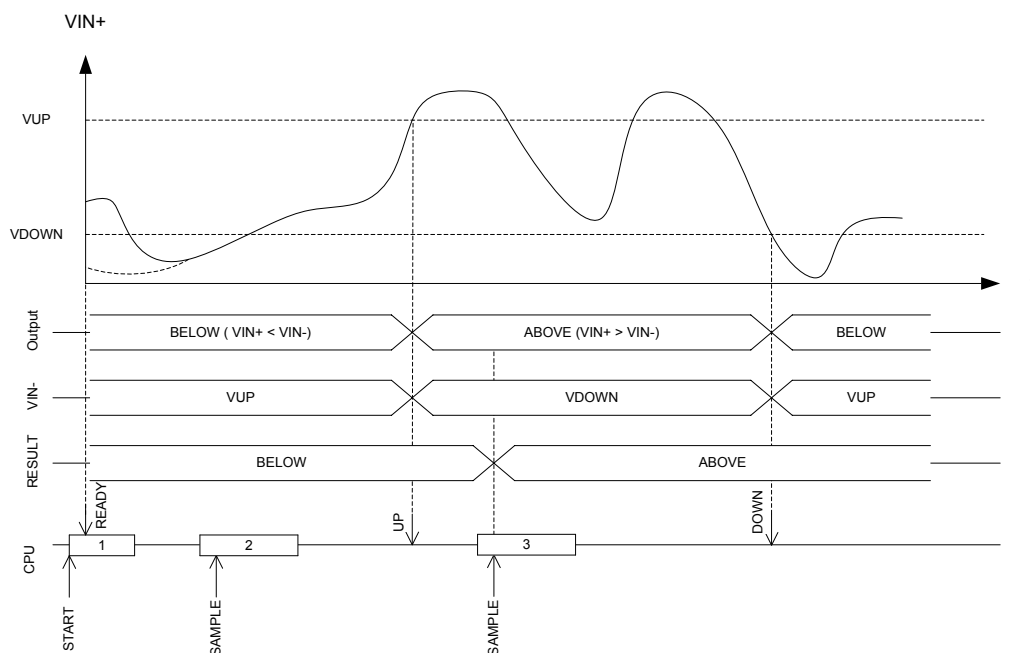 VIN+
VUP
VDOWN
Output
BELOW ( VIN+ < VIN-)
ABOVE (VIN+ > VIN-)
BELOW
VIN-
VUP
VDOWN
VUP
RESULT
BELOW
ABOVE
READY
UP
DOWN
CPU
1
2
3
START
SAMPLE
SAMPLE